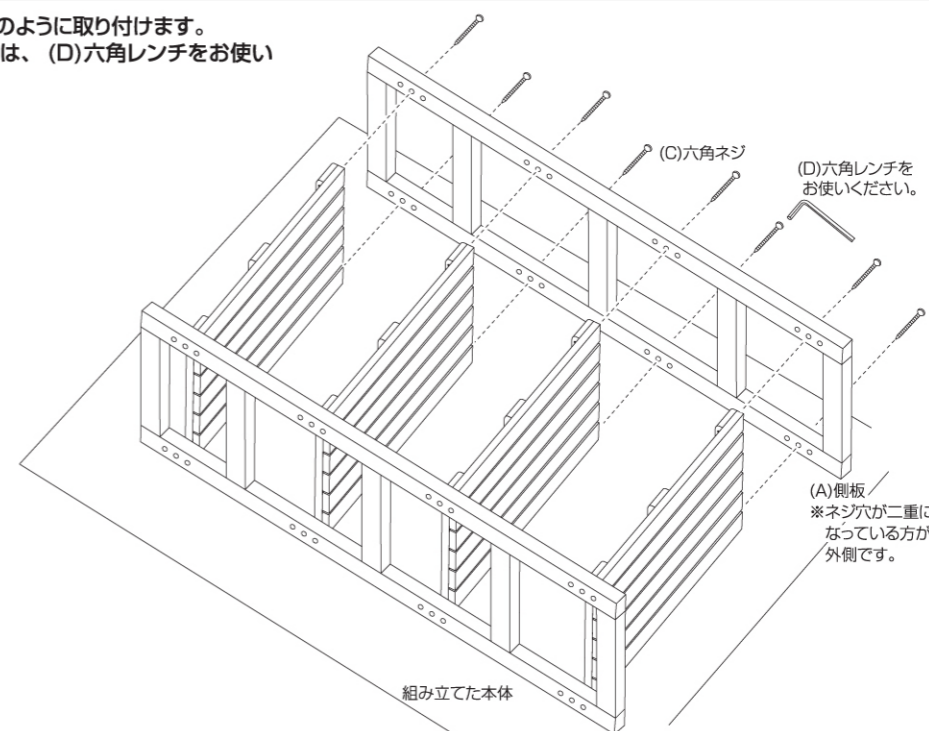 のように取り付けます。
は、(D)六角レンチをお使い
(C)六角ネジ
(D)六角レンチを
お使いください。
(A)側板
※ネジ穴が二重に
なっている方が
外側です。
組み立てた本体